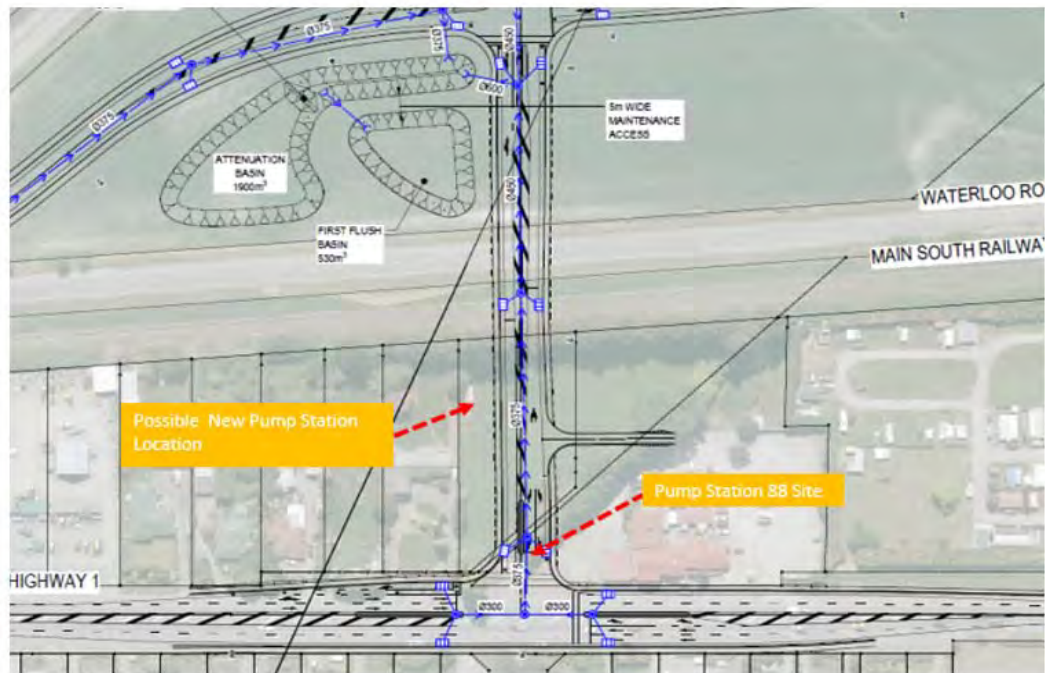 Ø375
Ø375
Ø375
Ø450
Ø600
5m WIDE
MAINTENANCE
ACCESS
ATTENUATION
BASIN
1900m³
Ø450
WATERLOO RO
FIRST FLUSH
BASIN
530m³
MAIN SOUTH RAILWAY
Possible New Pump Station
Location
Ø375
Pump Station 88 Site
HIGHWAY 1
Ø375
Ø300
Ø300